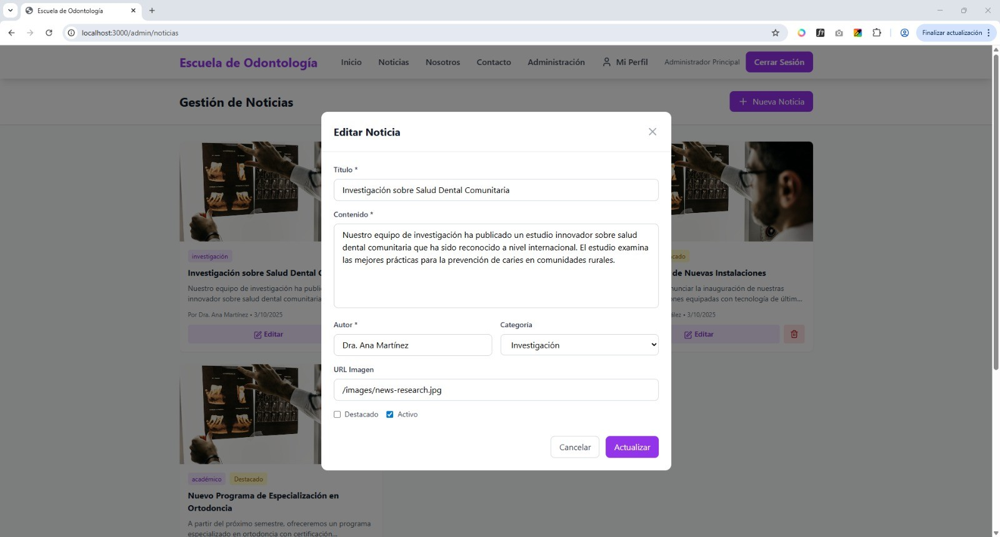 Escuela de Odontología
localhost:3000/admin/noticias
Finalizar actualización
Escuela de Odontología
Inicio
Noticias
Nosotros
Contacto
Administración
Mi Perfil
Administrador Principal
Cerrar Sesión
Gestión de Noticias
Nueva Noticia
Editar Noticia
Título *
Investigación sobre Salud Dental Comunitaria
Contenido *
Nuestro equipo de investigación ha publicado un estudio innovador sobre salud
dental comunitaria que ha sido reconocido a nivel internacional. El estudio examina
las mejores prácticas para la prevención de caries en comunidades rurales.
Autor *
Categoría
Dra. Ana Martínez
Investigación
URL Imagen
/images/news-research.jpg
Destacado
Activo
Cancelar
Actualizar
investigación
Investigación sobre Salud Dental C
Nuestro equipo de investigación ha publi
innovador sobre salud dental comunitaria
Por Dra. Ana Martínez • 3/10/2025
Editar
cado
de Nuevas Instalaciones
nunciar la inauguración de nuestras
ones equipadas con tecnología de últim...
ález • 3/10/2025
Editar
académico
Destacado
Nuevo Programa de Especialización en
Ortodoncia
A partir del próximo semestre, ofreceremos un programa
especializado en ortodoncia con certificación...